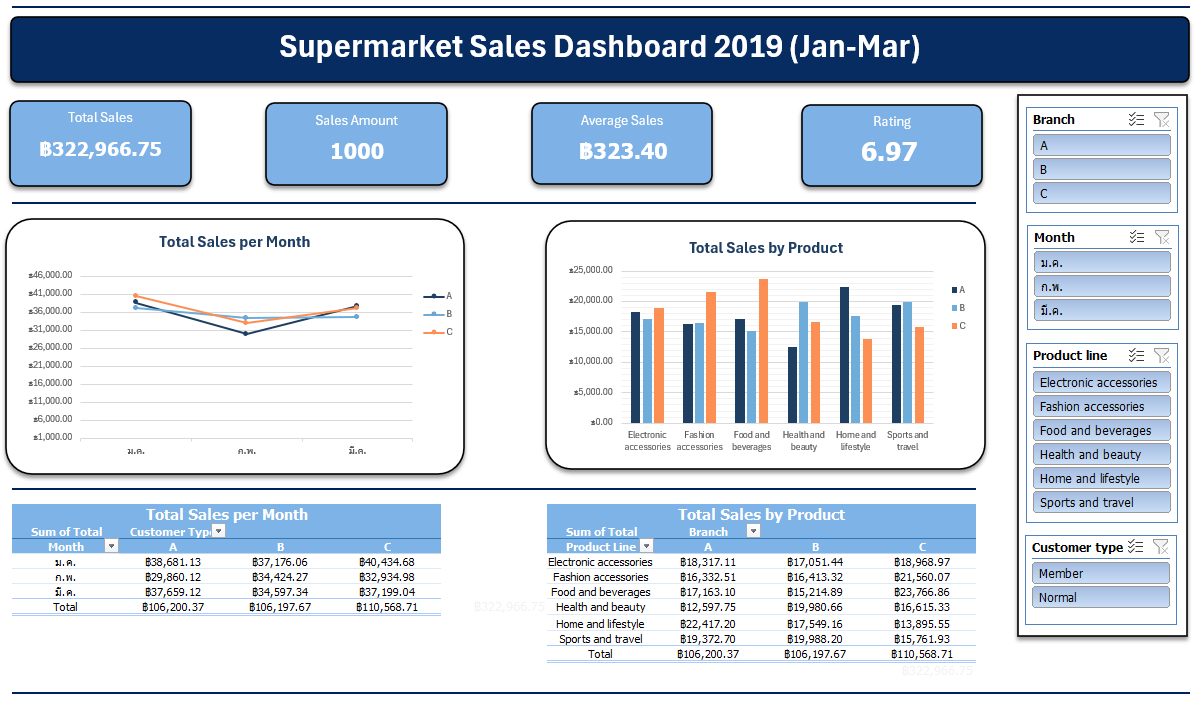 Supermarket Sales Dashboard 2019 (Jan-Mar)
Total Sales
฿322,966.75
Sales Amount
1000
Average Sales
฿323.40
Rating
6.97
Branch
A
B
C
Month
ม.ค.
ก.พ.
มี.ค.
Product line
Electronic accessories
Fashion accessories
Food and beverages
Health and beauty
Home and lifestyle
Sports and travel
Customer type
Member
Normal
Total Sales per Month
฿46,000.00
฿41,000.00
฿36,000.00
฿31,000.00
฿26,000.00
฿21,000.00
฿16,000.00
฿11,000.00
฿6,000.00
฿1,000.00
ม.ค. ก.พ. มี.ค.
A
B
C
Total Sales by Product
฿25,000.00
฿20,000.00
฿15,000.00
฿10,000.00
฿5,000.00
฿0.00
Electronic Fashion Food and Health and Home and Sports and
accessories accessories beverages beauty lifestyle travel
A
B
C
Total Sales per Month
Sum of Total Customer Type
Month A B C
ม.ค. ฿38,681.13 ฿37,176.06 ฿40,434.68
ก.พ. ฿29,860.12 ฿34,424.27 ฿32,934.98
มี.ค. ฿37,659.12 ฿34,597.34 ฿37,199.04
Total ฿106,200.37 ฿106,197.67 ฿110,568.71
฿322,966.75
Total Sales by Product
Sum of Total Branch
Product Line A B C
Electronic accessories ฿18,317.11 ฿17,051.44 ฿18,968.97
Fashion accessories ฿16,332.51 ฿16,413.32 ฿21,560.07
Food and beverages ฿17,163.10 ฿15,214.89 ฿23,766.86
Health and beauty ฿12,597.75 ฿19,980.66 ฿16,615.33
Home and lifestyle ฿22,417.20 ฿17,549.16 ฿13,895.55
Sports and travel ฿19,372.70 ฿19,988.20 ฿15,761.93
Total ฿106,200.37 ฿106,197.67 ฿110,568.71
฿322,966.75